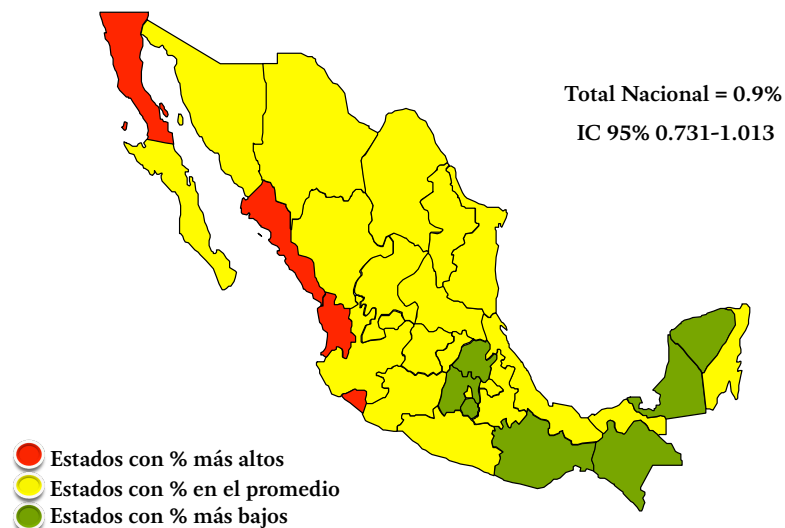 Total Nacional = 0.9%
IC 95% 0.731-1.013
Estados con % más altos
Estados con % en el promedio
Estados con % más bajos